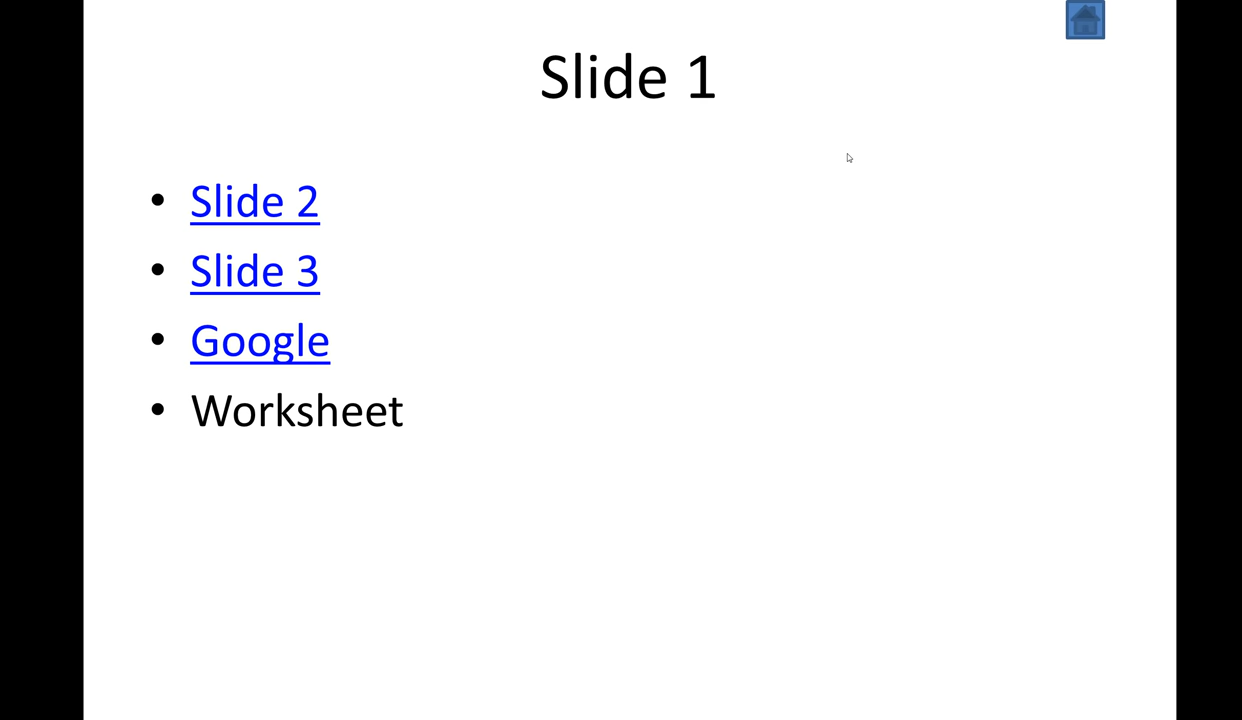 Slide 1
• Slide 2
• Slide 3
• Google
• Worksheet